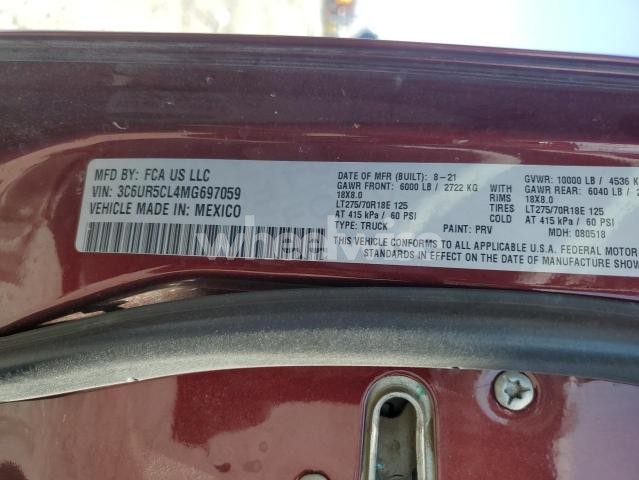 MFD BY: FCA US LLC
VIN: 3C6UR5CL4MG697059
VEHICLE MADE IN: MEXICO
DATE OF MFR (BUILT): 8-21
GAWR FRONT: 6000 LB / 2722 KG
18X8.0
LT275/70R18E 125
AT 415 kPa / 60 PSI
TYPE: TRUCK
PAINT: PRV
RIMS
TIRES
COLD
GVWR: 10000 LB / 4536
GAWR REAR: 6040 LB /
18X8.0
LT275/70R18E 125
AT 415 kPa / 60 PSI
MDH: 080518
THIS VEHICLE CONFORMS TO ALL APPLICABLE U.S.A. FEDERAL MOTOR
STANDARDS IN EFFECT ON THE DATE OF MANUFACTURE SHOW